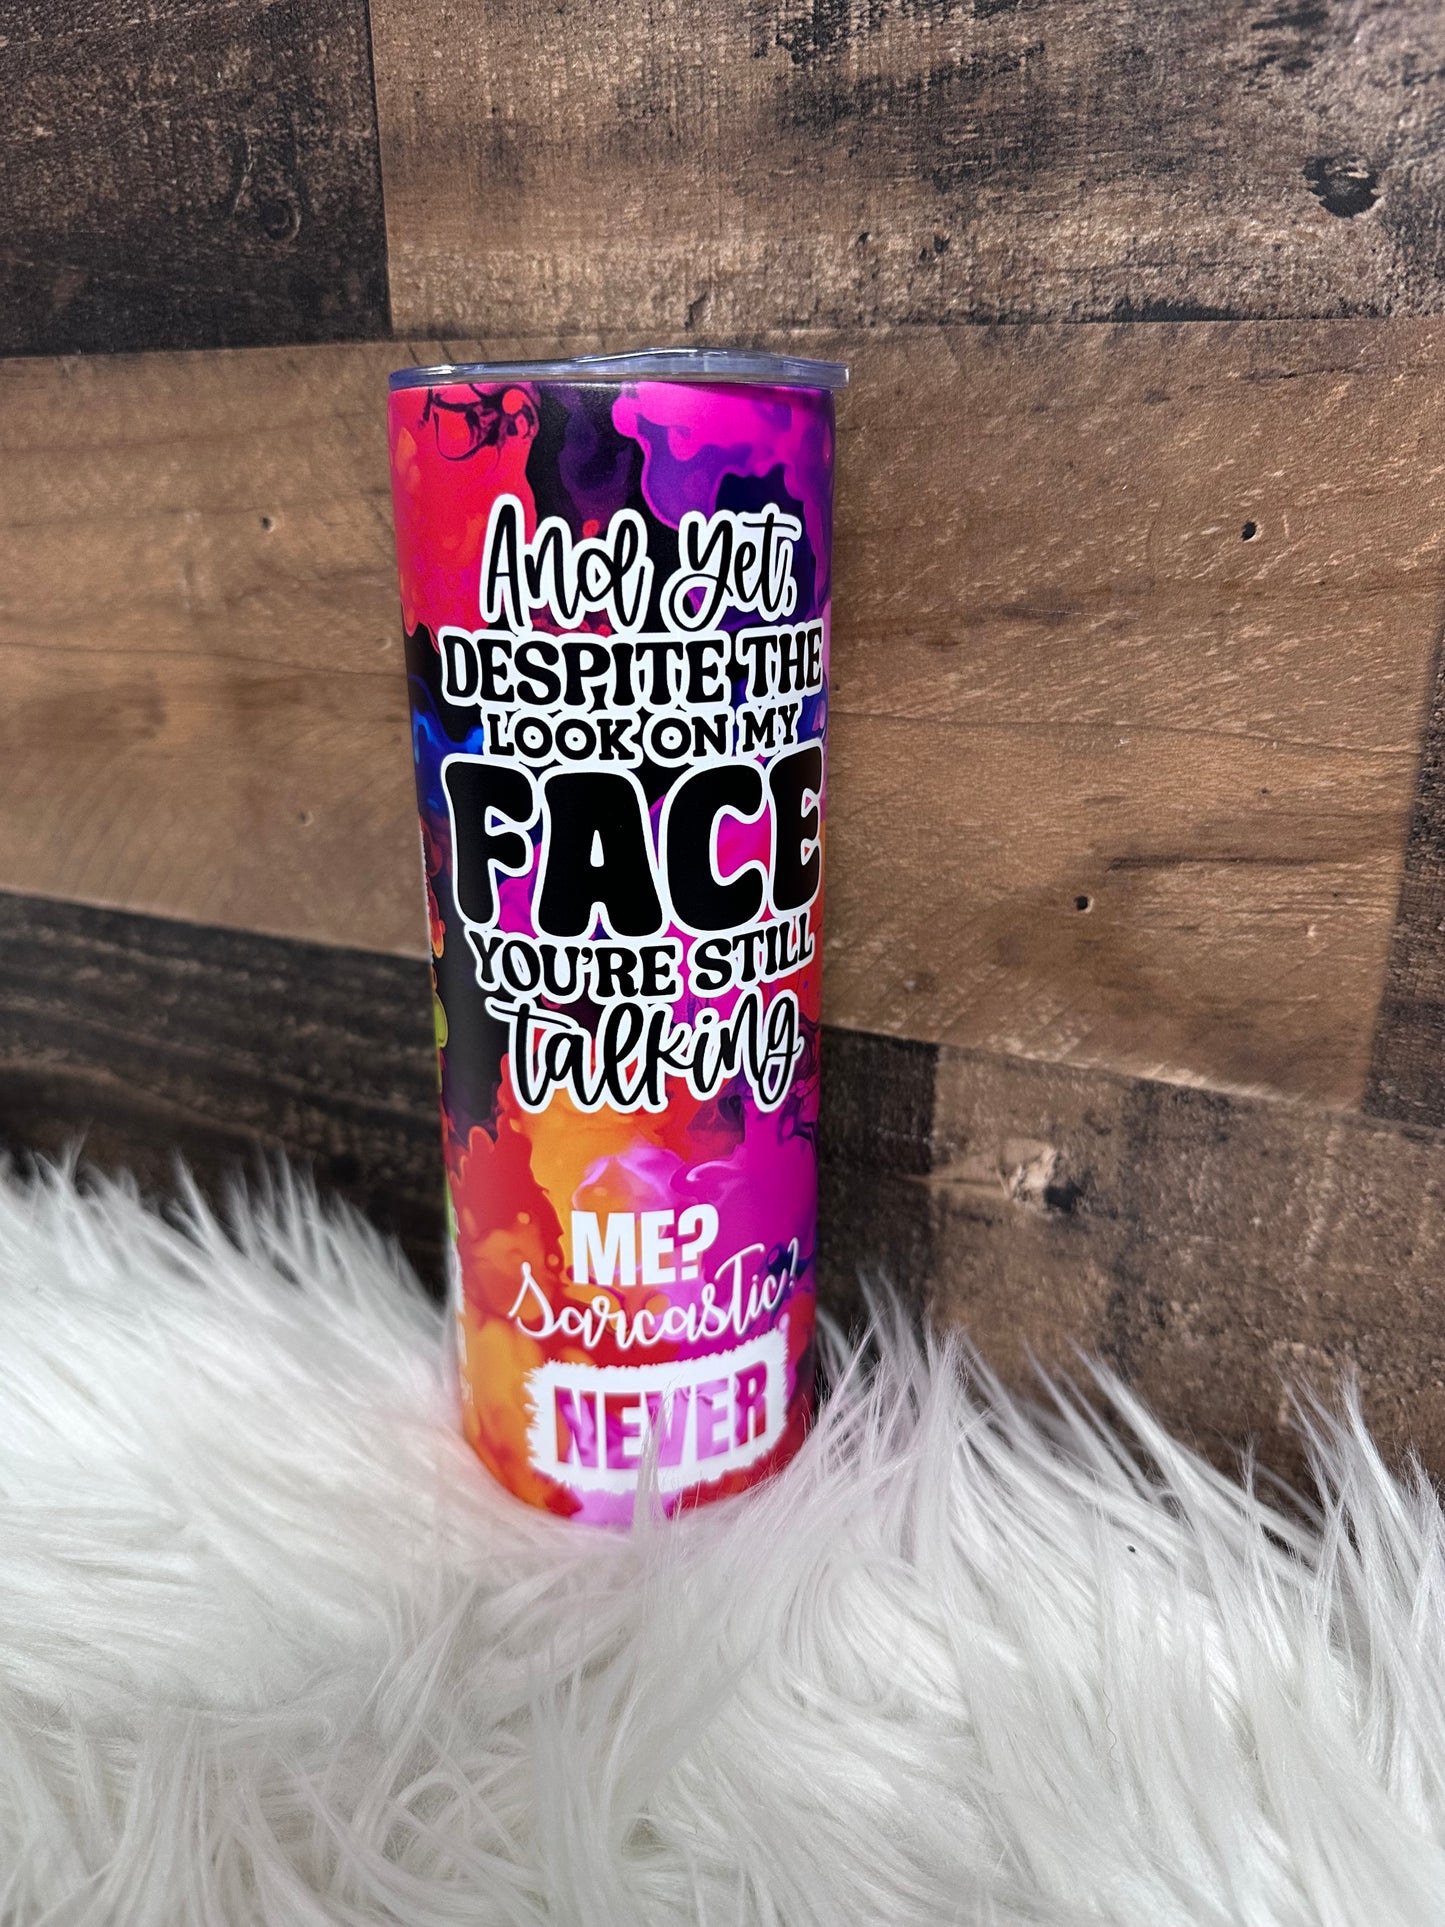 And Yet,
DESPITE THE
LOOK ON MY
FACE
YOU'RE STILL
talking
ME?
Sarcastic?
NEVER